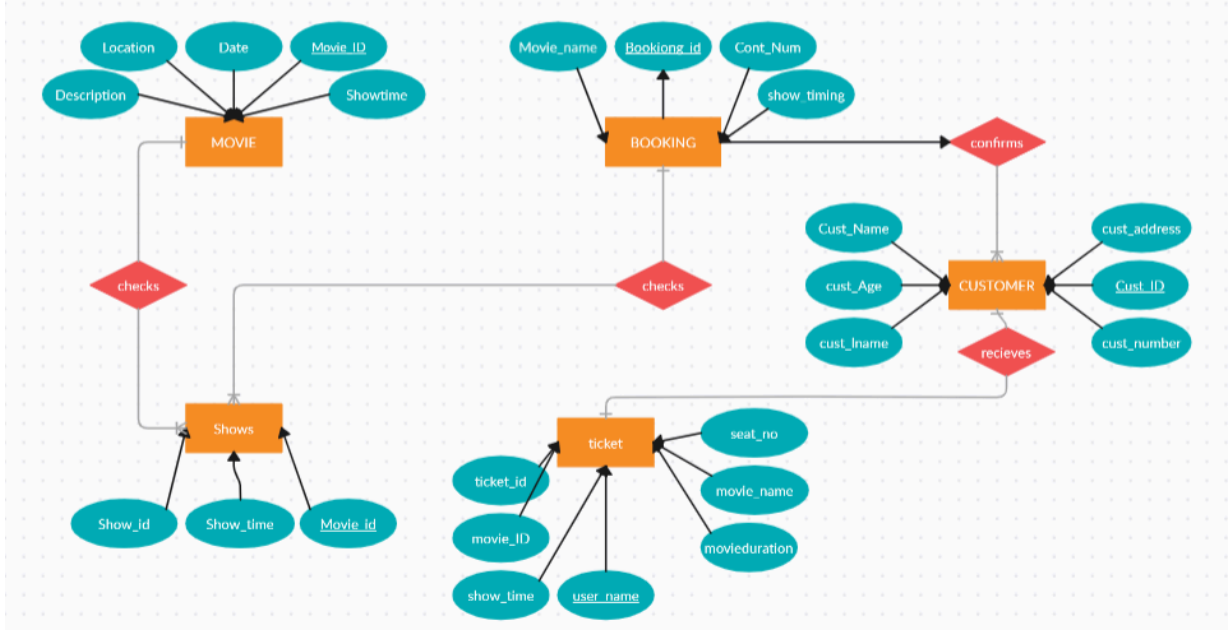 Location
Date
Movie_ID
Movie_name
Bookiong_id
Cont_Num
Description
Showtime
show_timing
MOVIE
BOOKING
confirms
Cust_Name
cust_address
checks
checks
cust_Age
CUSTOMER
Cust_ID
cust_lname
recieves
cust_number
Shows
ticket
seat_no
ticket_id
movie_name
Show_id
Show_time
Movie_id
movie_ID
movieduration
show_time
user_name